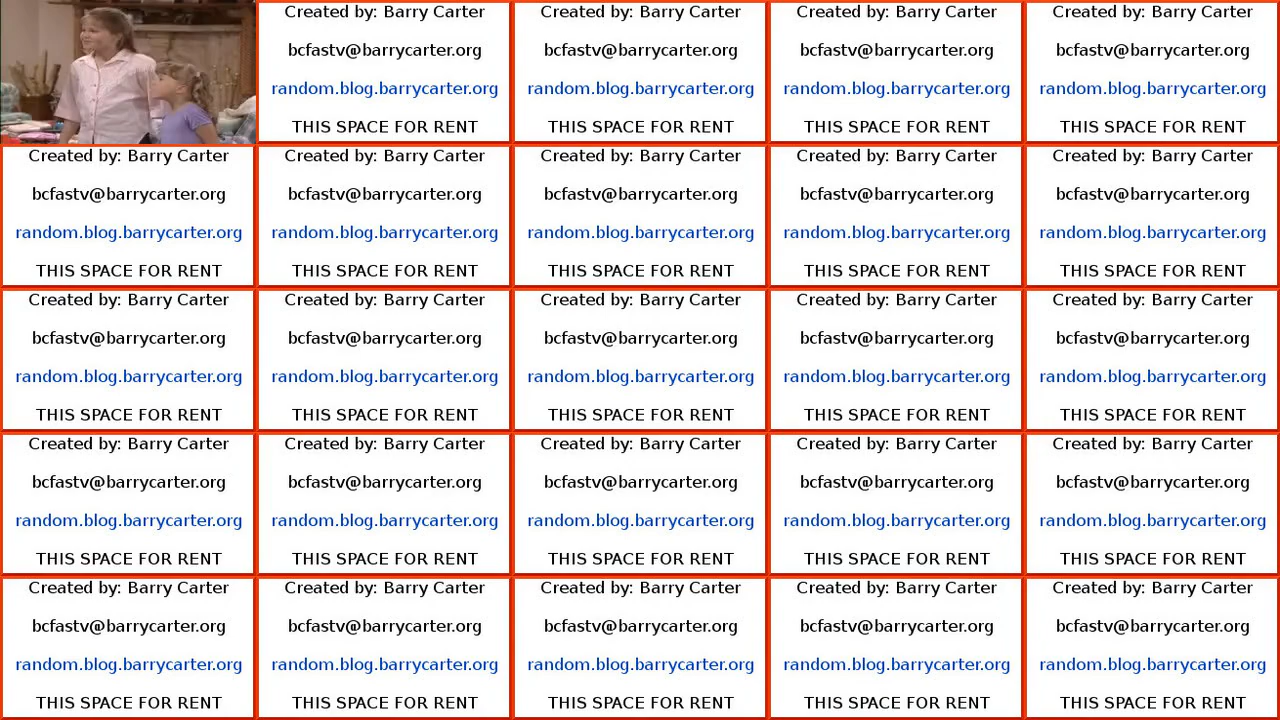 Created by: Barry Carter
bcfastv@barrycarter.org
random.blog.barrycarter.org
THIS SPACE FOR RENT
Created by: Barry Carter
bcfastv@barrycarter.org
random.blog.barrycarter.org
THIS SPACE FOR RENT
Created by: Barry Carter
bcfastv@barrycarter.org
random.blog.barrycarter.org
THIS SPACE FOR RENT
Created by: Barry Carter
bcfastv@barrycarter.org
random.blog.barrycarter.org
THIS SPACE FOR RENT
Created by: Barry Carter
bcfastv@barrycarter.org
random.blog.barrycarter.org
THIS SPACE FOR RENT
Created by: Barry Carter
bcfastv@barrycarter.org
random.blog.barrycarter.org
THIS SPACE FOR RENT
Created by: Barry Carter
bcfastv@barrycarter.org
random.blog.barrycarter.org
THIS SPACE FOR RENT
Created by: Barry Carter
bcfastv@barrycarter.org
random.blog.barrycarter.org
THIS SPACE FOR RENT
Created by: Barry Carter
bcfastv@barrycarter.org
random.blog.barrycarter.org
THIS SPACE FOR RENT
Created by: Barry Carter
bcfastv@barrycarter.org
random.blog.barrycarter.org
THIS SPACE FOR RENT
Created by: Barry Carter
bcfastv@barrycarter.org
random.blog.barrycarter.org
THIS SPACE FOR RENT
Created by: Barry Carter
bcfastv@barrycarter.org
random.blog.barrycarter.org
THIS SPACE FOR RENT
Created by: Barry Carter
bcfastv@barrycarter.org
random.blog.barrycarter.org
THIS SPACE FOR RENT
Created by: Barry Carter
bcfastv@barrycarter.org
random.blog.barrycarter.org
THIS SPACE FOR RENT
Created by: Barry Carter
bcfastv@barrycarter.org
random.blog.barrycarter.org
THIS SPACE FOR RENT
Created by: Barry Carter
bcfastv@barrycarter.org
random.blog.barrycarter.org
THIS SPACE FOR RENT
Created by: Barry Carter
bcfastv@barrycarter.org
random.blog.barrycarter.org
THIS SPACE FOR RENT
Created by: Barry Carter
bcfastv@barrycarter.org
random.blog.barrycarter.org
THIS SPACE FOR RENT
Created by: Barry Carter
bcfastv@barrycarter.org
random.blog.barrycarter.org
THIS SPACE FOR RENT
Created by: Barry Carter
bcfastv@barrycarter.org
random.blog.barrycarter.org
THIS SPACE FOR RENT
Created by: Barry Carter
bcfastv@barrycarter.org
random.blog.barrycarter.org
THIS SPACE FOR RENT
Created by: Barry Carter
bcfastv@barrycarter.org
random.blog.barrycarter.org
THIS SPACE FOR RENT
Created by: Barry Carter
bcfastv@barrycarter.org
random.blog.barrycarter.org
THIS SPACE FOR RENT
Created by: Barry Carter
bcfastv@barrycarter.org
random.blog.barrycarter.org
THIS SPACE FOR RENT